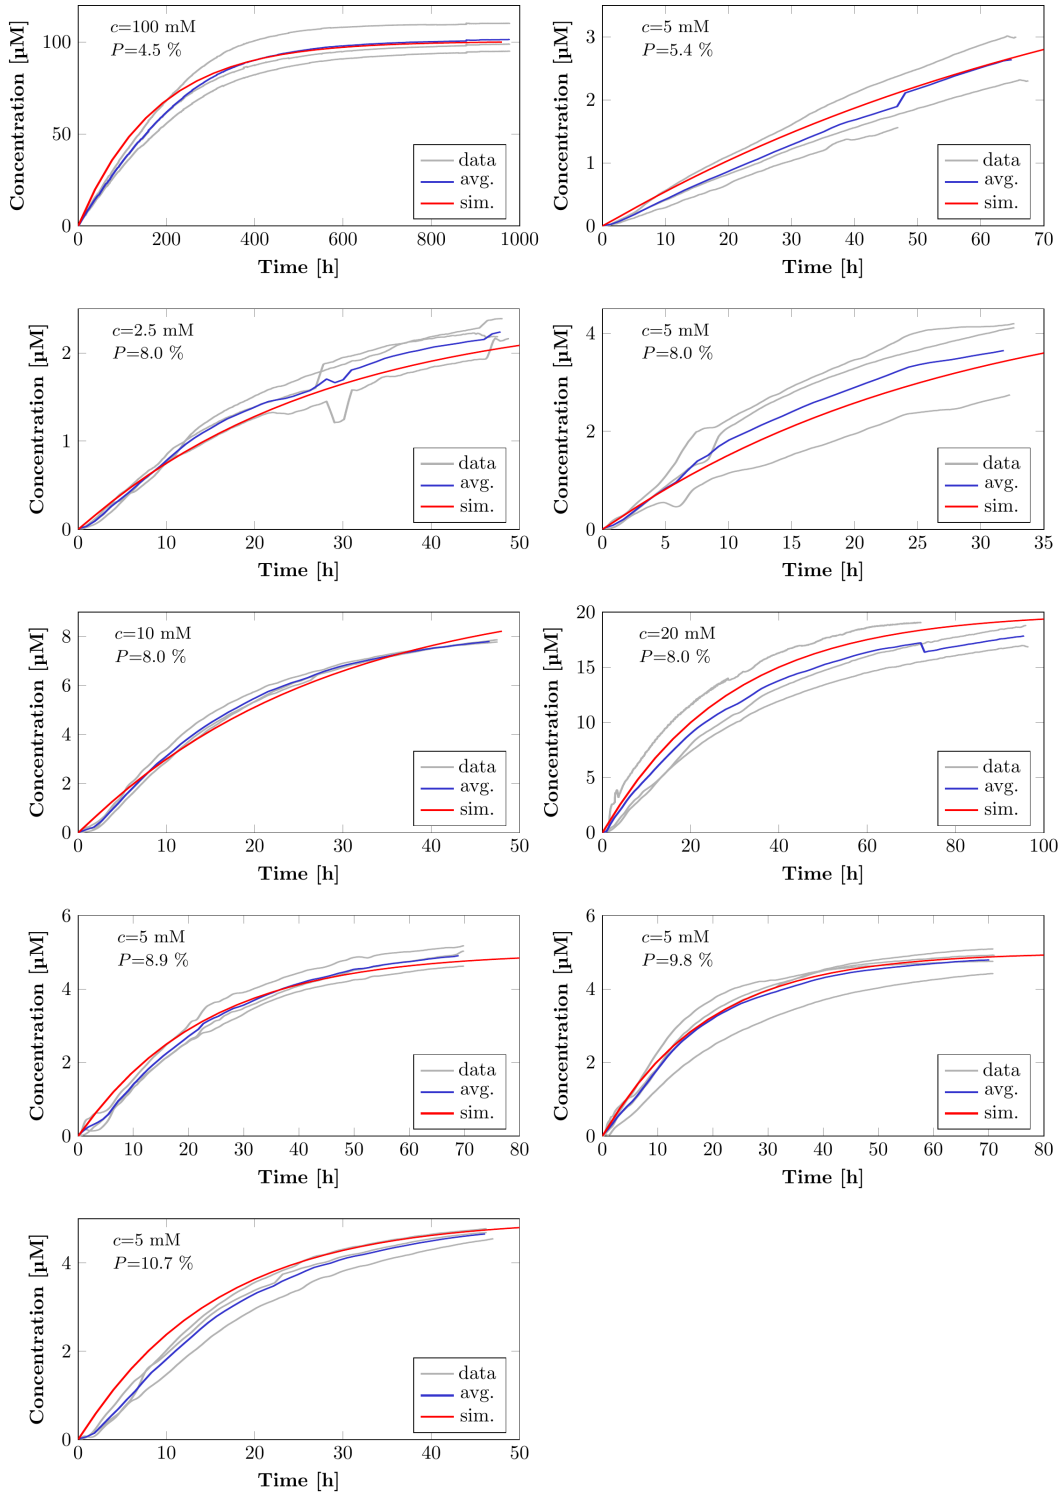 c=100 mM
P=4.5 %
Concentration [µM]
100
50
0
data
avg.
sim.
0 200 400 600 800 1000
Time [h]
c=5 mM
P=5.4 %
Concentration [µM]
3
2
1
0
data
avg.
sim.
0 10 20 30 40 50 60 70
Time [h]
c=2.5 mM
P=8.0 %
Concentration [µM]
2
1
0
data
avg.
sim.
0 10 20 30 40 50
Time [h]
c=5 mM
P=8.0 %
Concentration [µM]
4
2
0
data
avg.
sim.
0 5 10 15 20 25 30 35
Time [h]
c=10 mM
P=8.0 %
Concentration [µM]
8
6
4
2
0
data
avg.
sim.
0 10 20 30 40 50
Time [h]
c=20 mM
P=8.0 %
Concentration [µM]
20
15
10
5
0
data
avg.
sim.
0 20 40 60 80 100
Time [h]
c=5 mM
P=8.9 %
Concentration [µM]
6
4
2
0
data
avg.
sim.
0 10 20 30 40 50 60 70 80
Time [h]
c=5 mM
P=9.8 %
Concentration [µM]
6
4
2
0
data
avg.
sim.
0 10 20 30 40 50 60 70 80
Time [h]
c=5 mM
P=10.7 %
Concentration [µM]
4
2
0
data
avg.
sim.
0 10 20 30 40 50
Time [h]